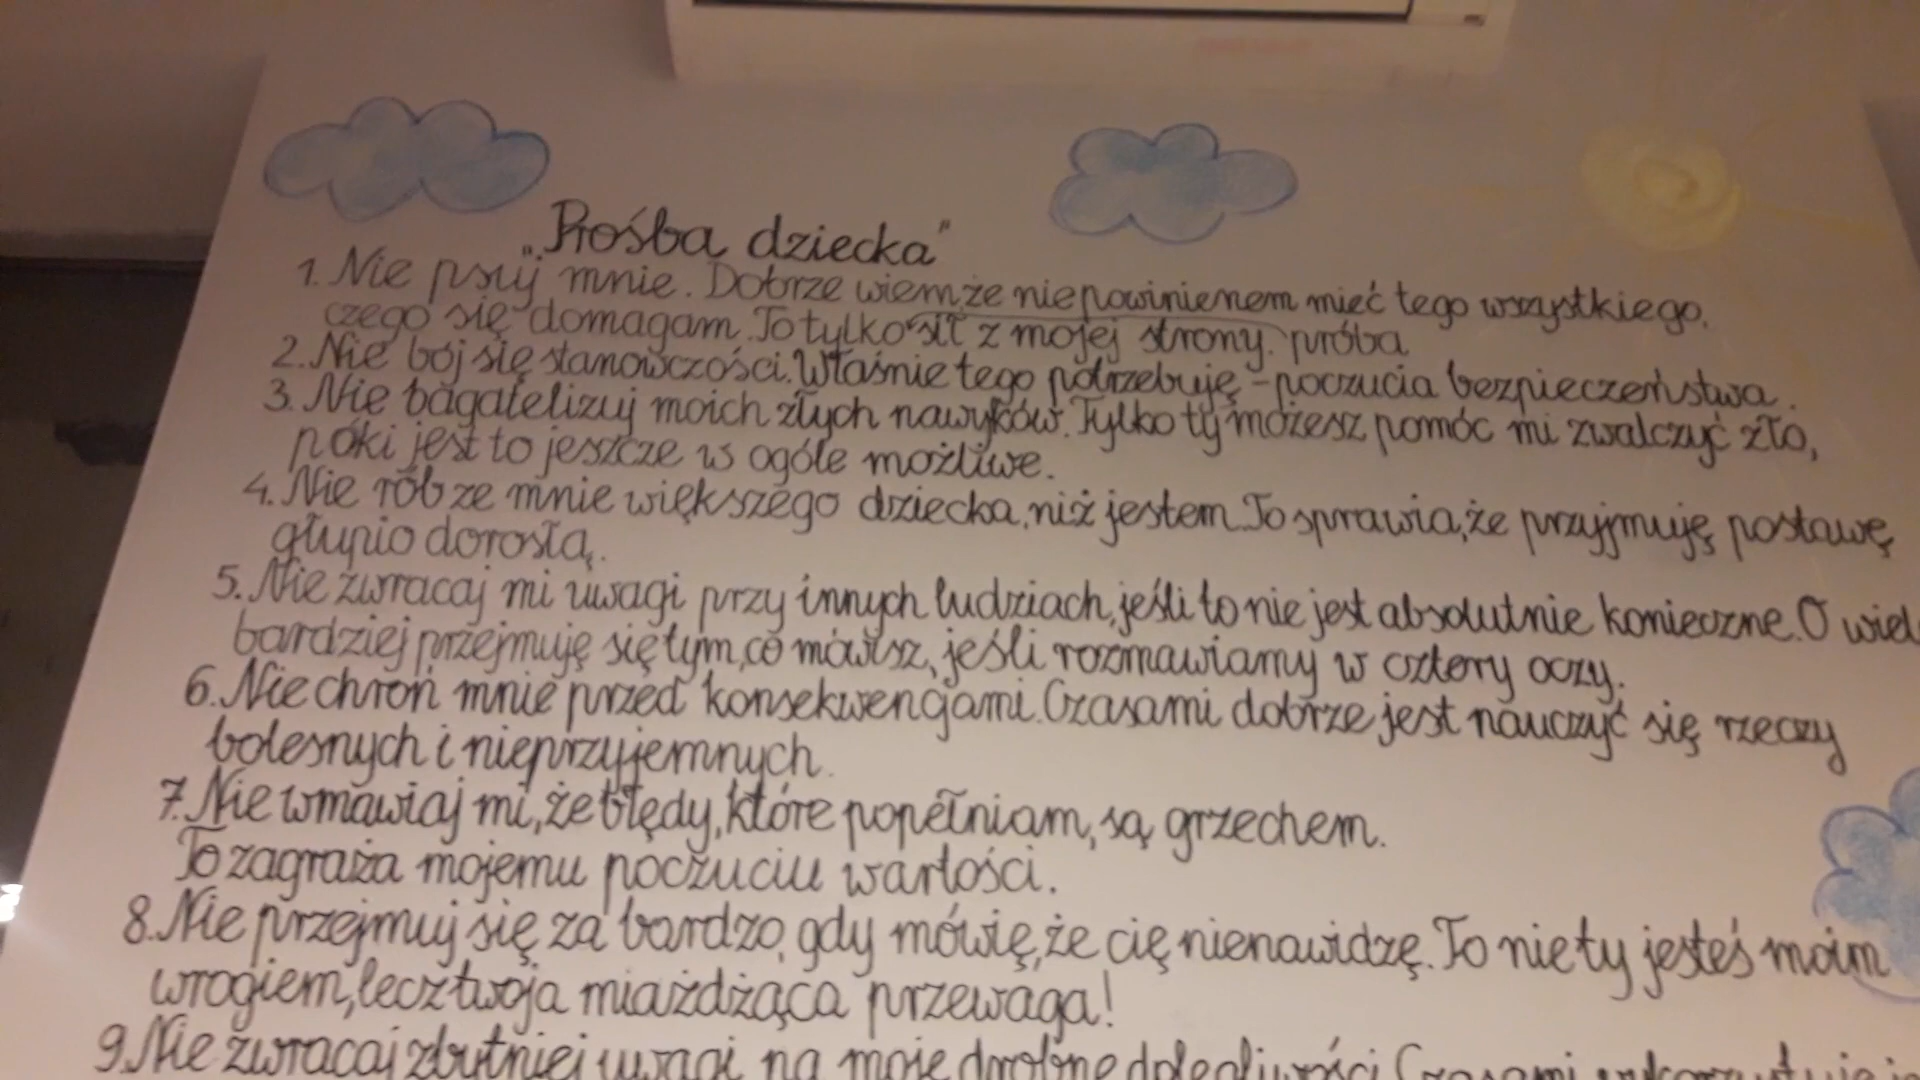 „Prośba dziecka"
1. Nie psuj mnie. Dobrze wiem, że nie powinienem mieć tego wszystkiego,
czego się domagam. To tylko sił z mojej strony. próba
2. Nie bój się stanowczości. Właśnie tego potrzebuję - poczucia bezpieczeństwa.
3. Nie bagatelizuj moich złych nawyków. Tylko ty możesz pomóc mi zwalczyć zło,
póki jest to jeszcze w ogóle możliwe.
4. Nie rób ze mnie większego dziecka, niż jestem. To sprawia, że przyjmuję postawę
głupio dorosłą.
5. Nie zwracaj mi uwagi przy innych ludziach, jeśli to nie jest absolutnie konieczne. O wiel
bardziej przejmuję się tym, co mówisz, jeśli rozmawiamy w cztery oczy.
6. Nie chroń mnie przed konsekwencjami. Czasami dobrze jest nauczyć się rzeczy
bolesnych i nieprzyjemnych.
7. Nie wmawiaj mi, że błędy, które popełniam, są grzechem.
To zagraża mojemu poczuciu wartości.
8. Nie przejmuj się za bardzo, gdy mówię, że cię nienawidzę. To nie ty jesteś moim
wrogiem, lecz twoja miażdżąca przewaga!
9. Nie zwracaj zbytniej uwagi na moje drobne dolegliwości. Czasami